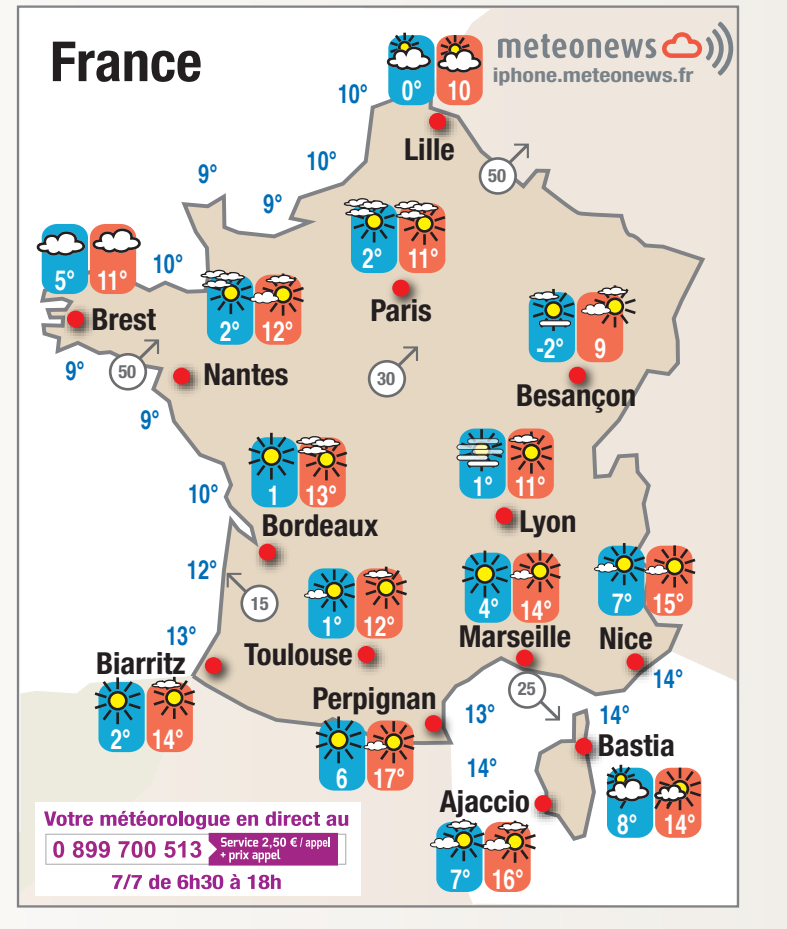 France
meteonews
iphone.meteonews.fr
0° 10
10°
Lille
10°
50
9°
9°
2° 11°
5° 11°
10°
Paris
2° 12°
Brest
-2° 9
50
9°
Nantes
30
Besançon
9°
1 13°
1° 11°
10°
Bordeaux
Lyon
12°
15
1° 12°
4° 14°
7° 15°
13°
Biarritz
Toulouse
Marseille
Nice
14°
2° 14°
Perpignan
25
13°
14°
6 17°
Bastia
14°
Ajaccio
8° 14°
7° 16°
Votre météorologue en direct au
0 899 700 513 Service 2,50 € / appel
+ prix appel
7/7 de 6h30 à 18h